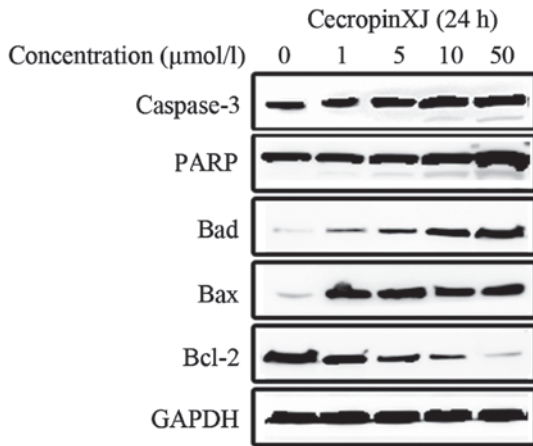 CecropinXJ (24 h)
Concentration (μmol/l) 0 1 5 10 50
Caspase-3
PARP
Bad
Bax
Bcl-2
GAPDH